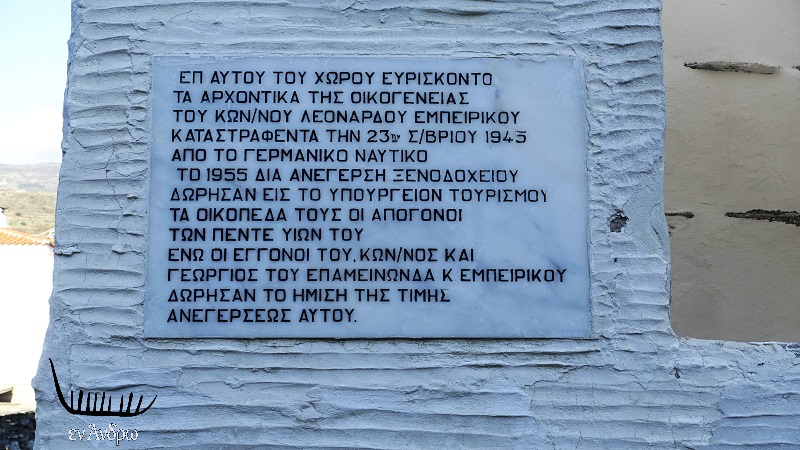 ΕΠ ΑΥΤΟΥ ΤΟΥ ΧΩΡΟΥ ΕΥΡΙΣΚΟΝΤΟ
ΤΑ ΑΡΧΟΝΤΙΚΑ ΤΗΣ ΟΙΚΟΓΕΝΕΙΑΣ
ΤΟΥ ΚΩΝ/ΝΟΥ ΛΕΟΝΑΡΔΟΥ ΕΜΠΕΙΡΙΚΟΥ
ΚΑΤΑΣΤΡΑΦΕΝΤΑ ΤΗΝ 23ΗΝ Σ/ΒΡΙΟΥ 1943
ΑΠΟ ΤΟ ΓΕΡΜΑΝΙΚΟ ΝΑΥΤΙΚΟ
ΤΟ 1955 ΔΙΑ ΑΝΕΓΕΡΣΗ ΞΕΝΟΔΟΧΕΙΟΥ
ΔΩΡΗΣΑΝ ΕΙΣ ΤΟ ΥΠΟΥΡΓΕΙΟΝ ΤΟΥΡΙΣΜΟΥ
ΤΑ ΟΙΚΟΠΕΔΑ ΤΟΥΣ ΟΙ ΑΠΟΓΟΝΟΙ
ΤΩΝ ΠΕΝΤΕ ΥΙΩΝ ΤΟΥ
ΕΝΩ ΟΙ ΕΓΓΟΝΟΙ ΤΟΥ, ΚΩΝ/ΝΟΣ ΚΑΙ
ΓΕΩΡΓΙΟΣ ΤΟΥ ΕΠΑΜΕΙΝΩΝΔΑ Κ ΕΜΠΕΙΡΙΚΟΥ
ΔΩΡΗΣΑΝ ΤΟ ΗΜΙΣΗ ΤΗΣ ΤΙΜΗΣ
ΑΝΕΓΕΡΣΕΩΣ ΑΥΤΟΥ.
εν Άνδρω